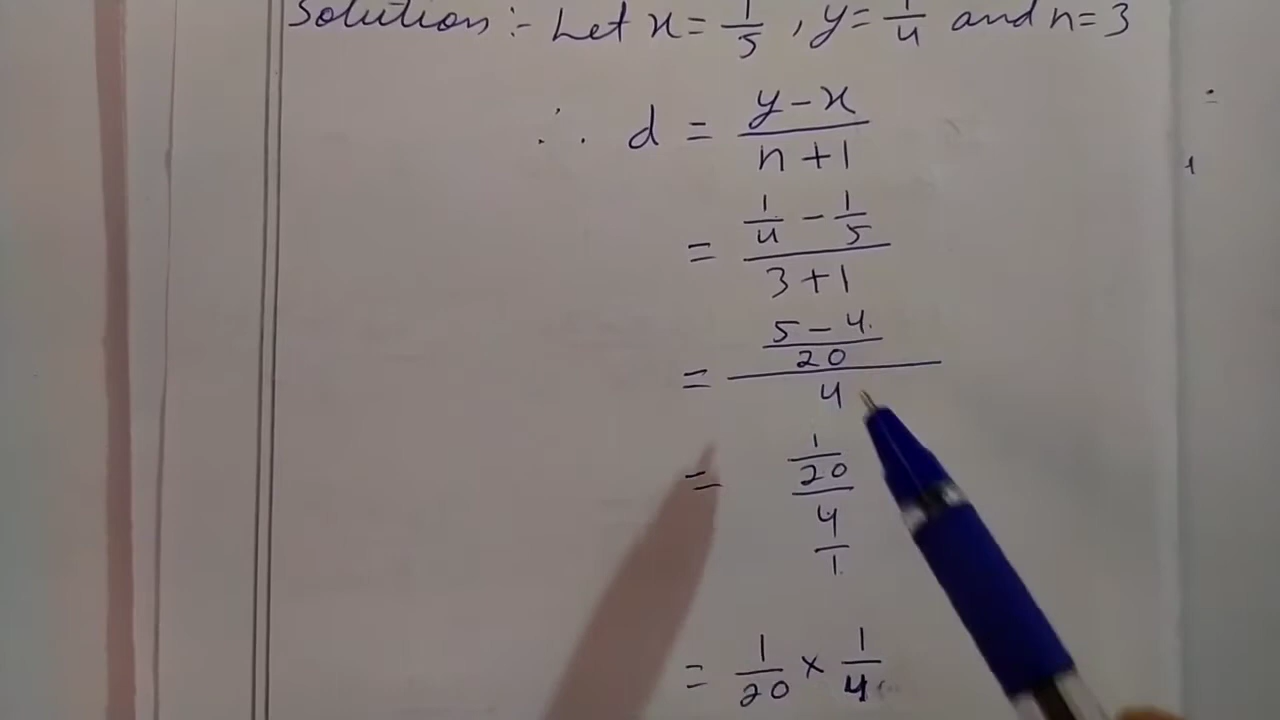 Solution :- Let x = 1/5 , y = 1/4 and n = 3
∴ d = (y - x)/(n + 1)
= (1/4 - 1/5)/(3 + 1)
= ((5 - 4)/20)/4
= (1/20)/(4/1)
= 1/20 × 1/4